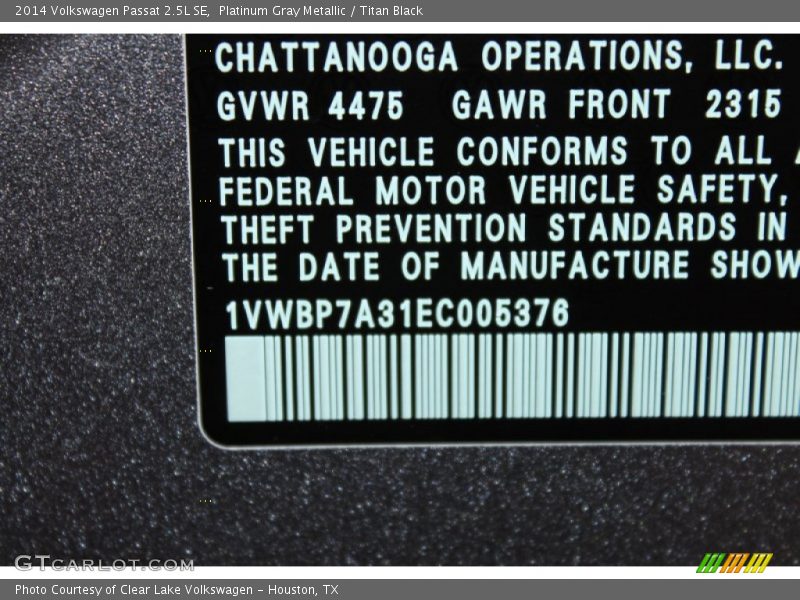 2014 Volkswagen Passat 2.5L SE,  Platinum Gray Metallic / Titan Black
CHATTANOOGA OPERATIONS, LLC.
GVWR 4475 GAWR FRONT 2315
THIS VEHICLE CONFORMS TO ALL
FEDERAL MOTOR VEHICLE SAFETY,
THEFT PREVENTION STANDARDS IN
THE DATE OF MANUFACTURE SHOW
1VWBP7A31EC005376
GTCARLOT.COM
Photo Courtesy of Clear Lake Volkswagen – Houston, TX